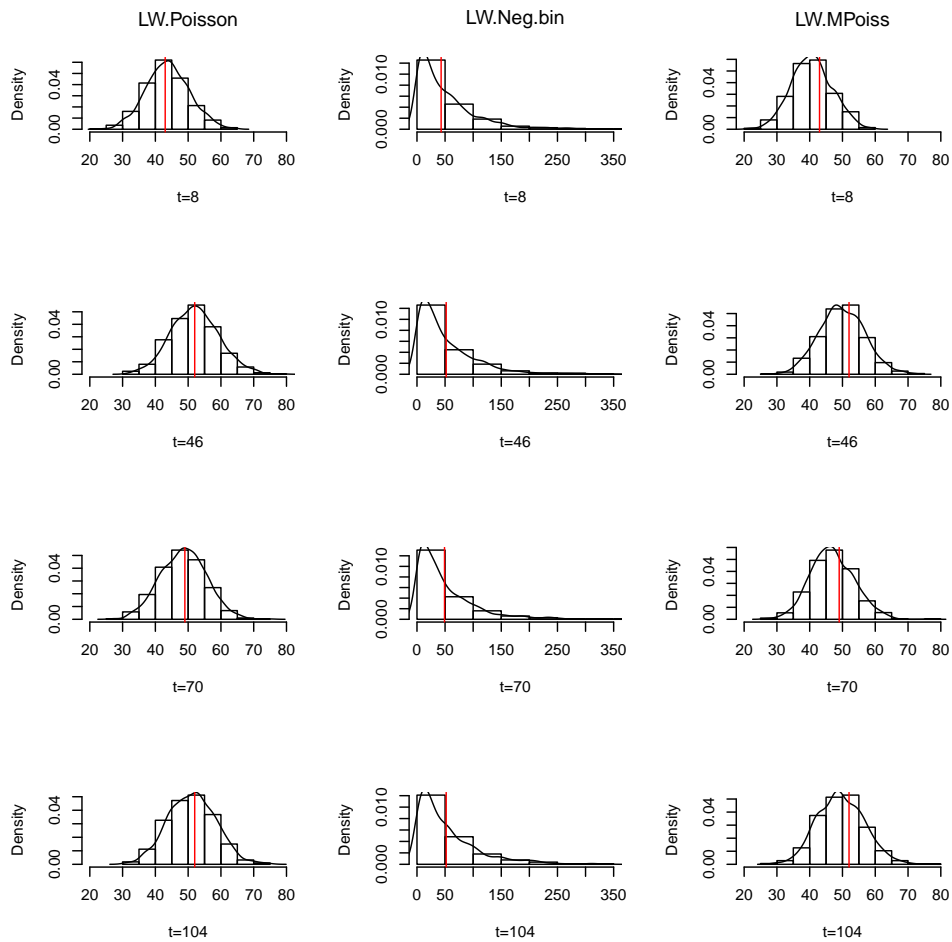 LW.Poisson LW.Neg.bin LW.MPoiss
Density 0.00 0.04 20 30 40 50 60 70 80 t=8
Density 0.000 0.010 0 50 150 250 350 t=8
Density 0.00 0.04 20 30 40 50 60 70 80 t=8
Density 0.00 0.04 20 30 40 50 60 70 80 t=46
Density 0.000 0.010 0 50 150 250 350 t=46
Density 0.00 0.04 20 30 40 50 60 70 80 t=46
Density 0.00 0.04 20 30 40 50 60 70 80 t=70
Density 0.000 0.010 0 50 150 250 350 t=70
Density 0.00 0.04 20 30 40 50 60 70 80 t=70
Density 0.00 0.04 20 30 40 50 60 70 80 t=104
Density 0.000 0.010 0 50 150 250 350 t=104
Density 0.00 0.04 20 30 40 50 60 70 80 t=104